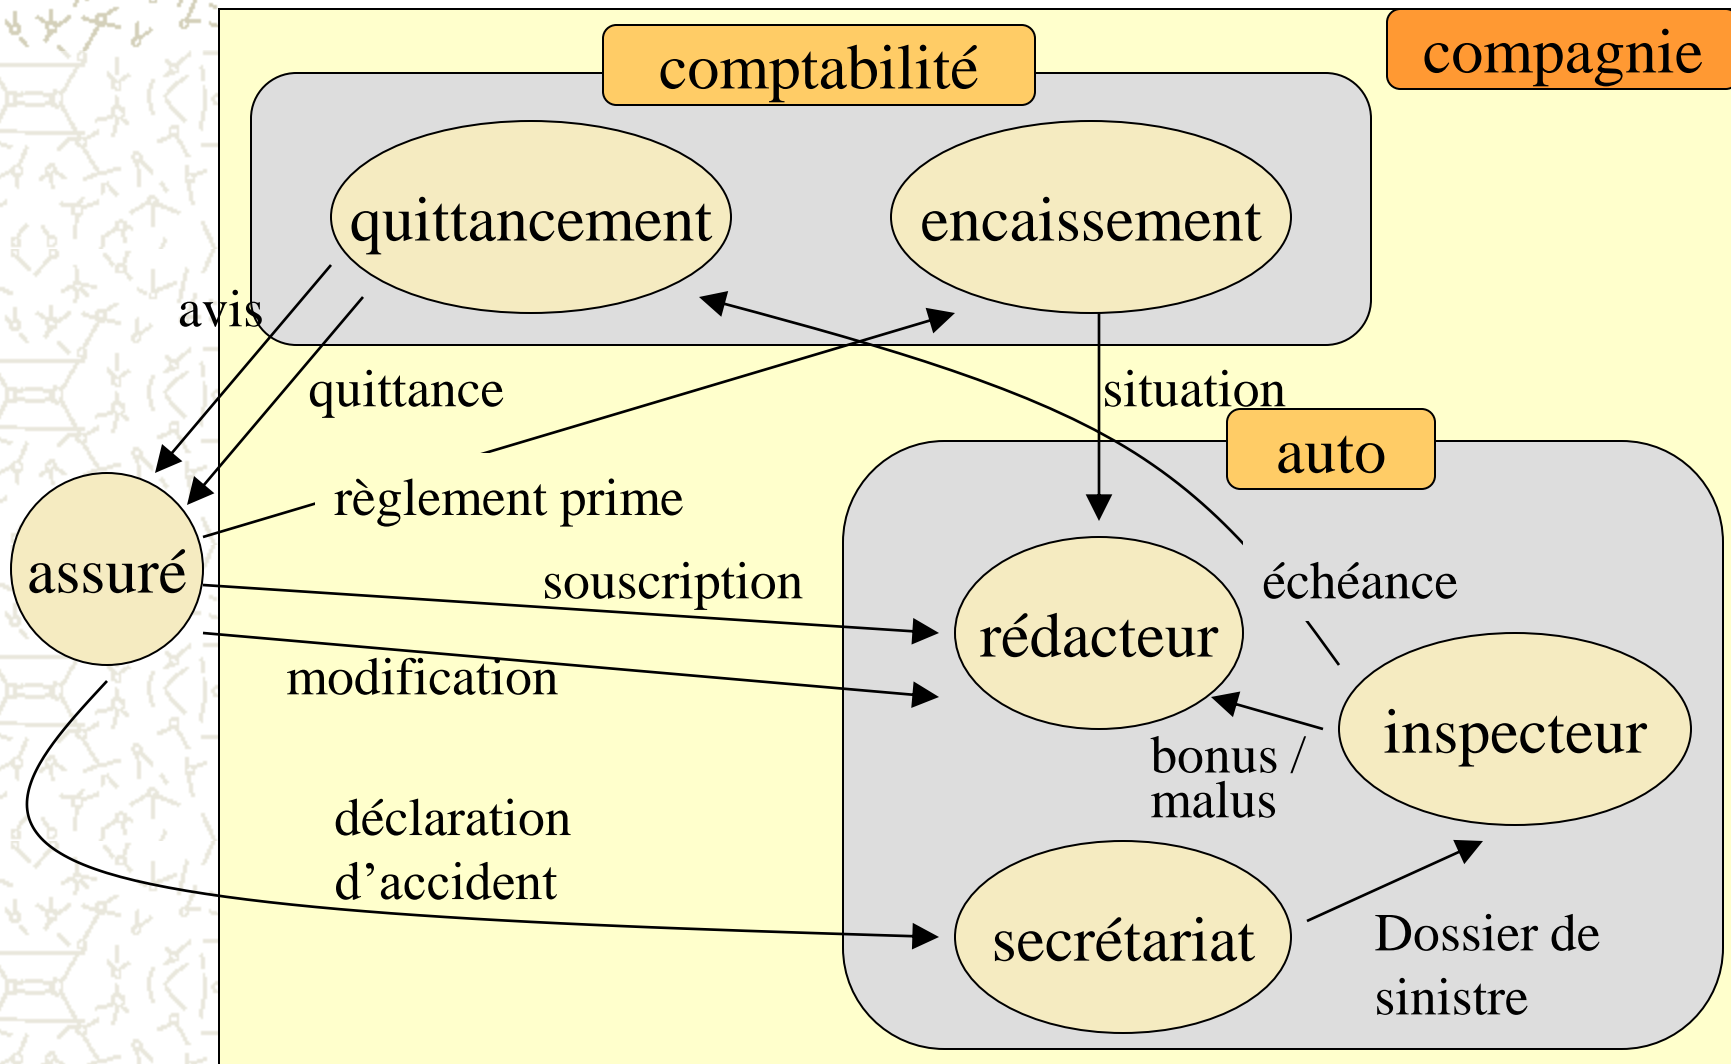 compagnie
comptabilité
quittancement
encaissement
avis
quittance
situation
auto
règlement prime
assuré
souscription
échéance
rédacteur
modification
inspecteur
bonus /
malus
déclaration
d’accident
secrétariat
Dossier de
sinistre